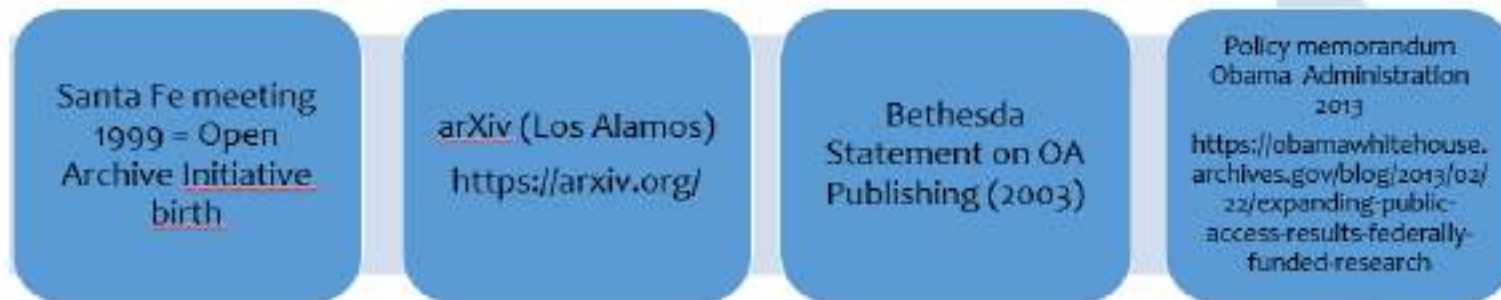 Santa Fe meeting
1999 = Open
Archive Initiative
birth
arXiv (Los Alamos)
https://arxiv.org/
Bethesda
Statement on OA
Publishing (2003)
Policy memorandum
Obama Administration
2013
https://obamawhitehouse.
archives.gov/blog/2013/02/
22/expanding-public-
access-results-federally-
funded-research